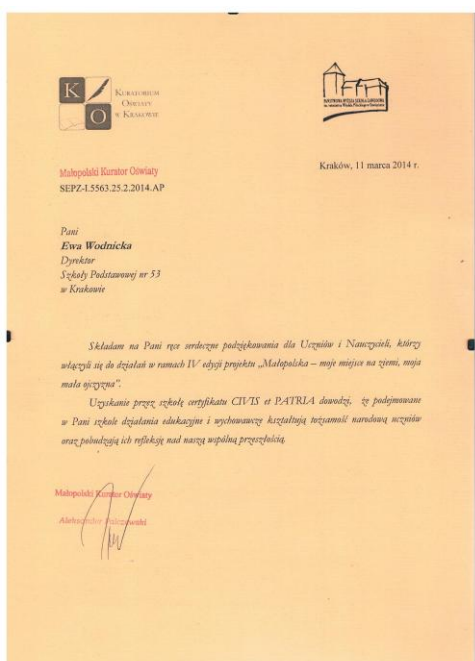 K
Ó
KURATORIUM
OŚWIATY
W KRAKOWIE
Małopolski Kurator Oświaty
SEPZ-I.5563.25.2.2014.AP
Kraków, 11 marca 2014 r.
Pani
Ewa Wodnicka
Dyrektor
Szkoły Podstawowej nr 53
w Krakowie
Składam na Pani ręce serdeczne podziękowania dla Uczniów i Nauczycieli, którzy
włączyli się do działań w ramach IV edycji projektu „Małopolska – moje miejsce na ziemi, moja
mała ojczyzna”.
Uzyskanie przez szkołę certyfikatu CIVIS et PATRIA dowodzi, że podejmowane
w Pani szkole działania edukacyjne i wychowawcze kształtują tożsamość narodową uczniów
oraz pobudzają ich refleksję nad naszą wspólną przeszłością.
Małopolski Kurator Oświaty
Aleksander Palczewski